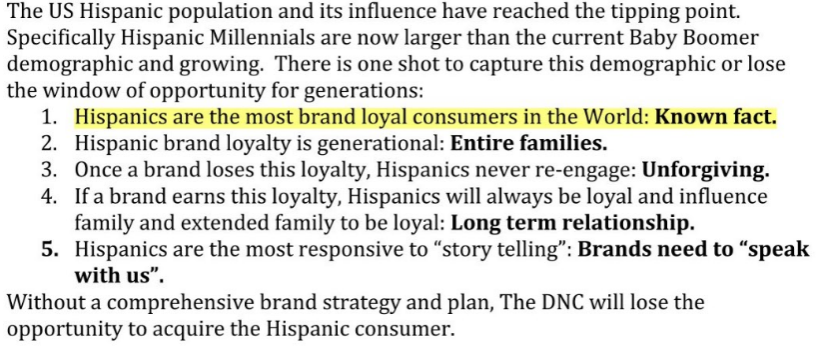 The US Hispanic population and its influence have reached the tipping point.
Specifically Hispanic Millennials are now larger than the current Baby Boomer
demographic and growing.  There is one shot to capture this demographic or lose
the window of opportunity for generations:
1. Hispanics are the most brand loyal consumers in the World: Known fact.
2. Hispanic brand loyalty is generational: Entire families.
3. Once a brand loses this loyalty, Hispanics never re-engage: Unforgiving.
4. If a brand earns this loyalty, Hispanics will always be loyal and influence
family and extended family to be loyal: Long term relationship.
5. Hispanics are the most responsive to “story telling”: Brands need to “speak
with us”.
Without a comprehensive brand strategy and plan, The DNC will lose the
opportunity to acquire the Hispanic consumer.